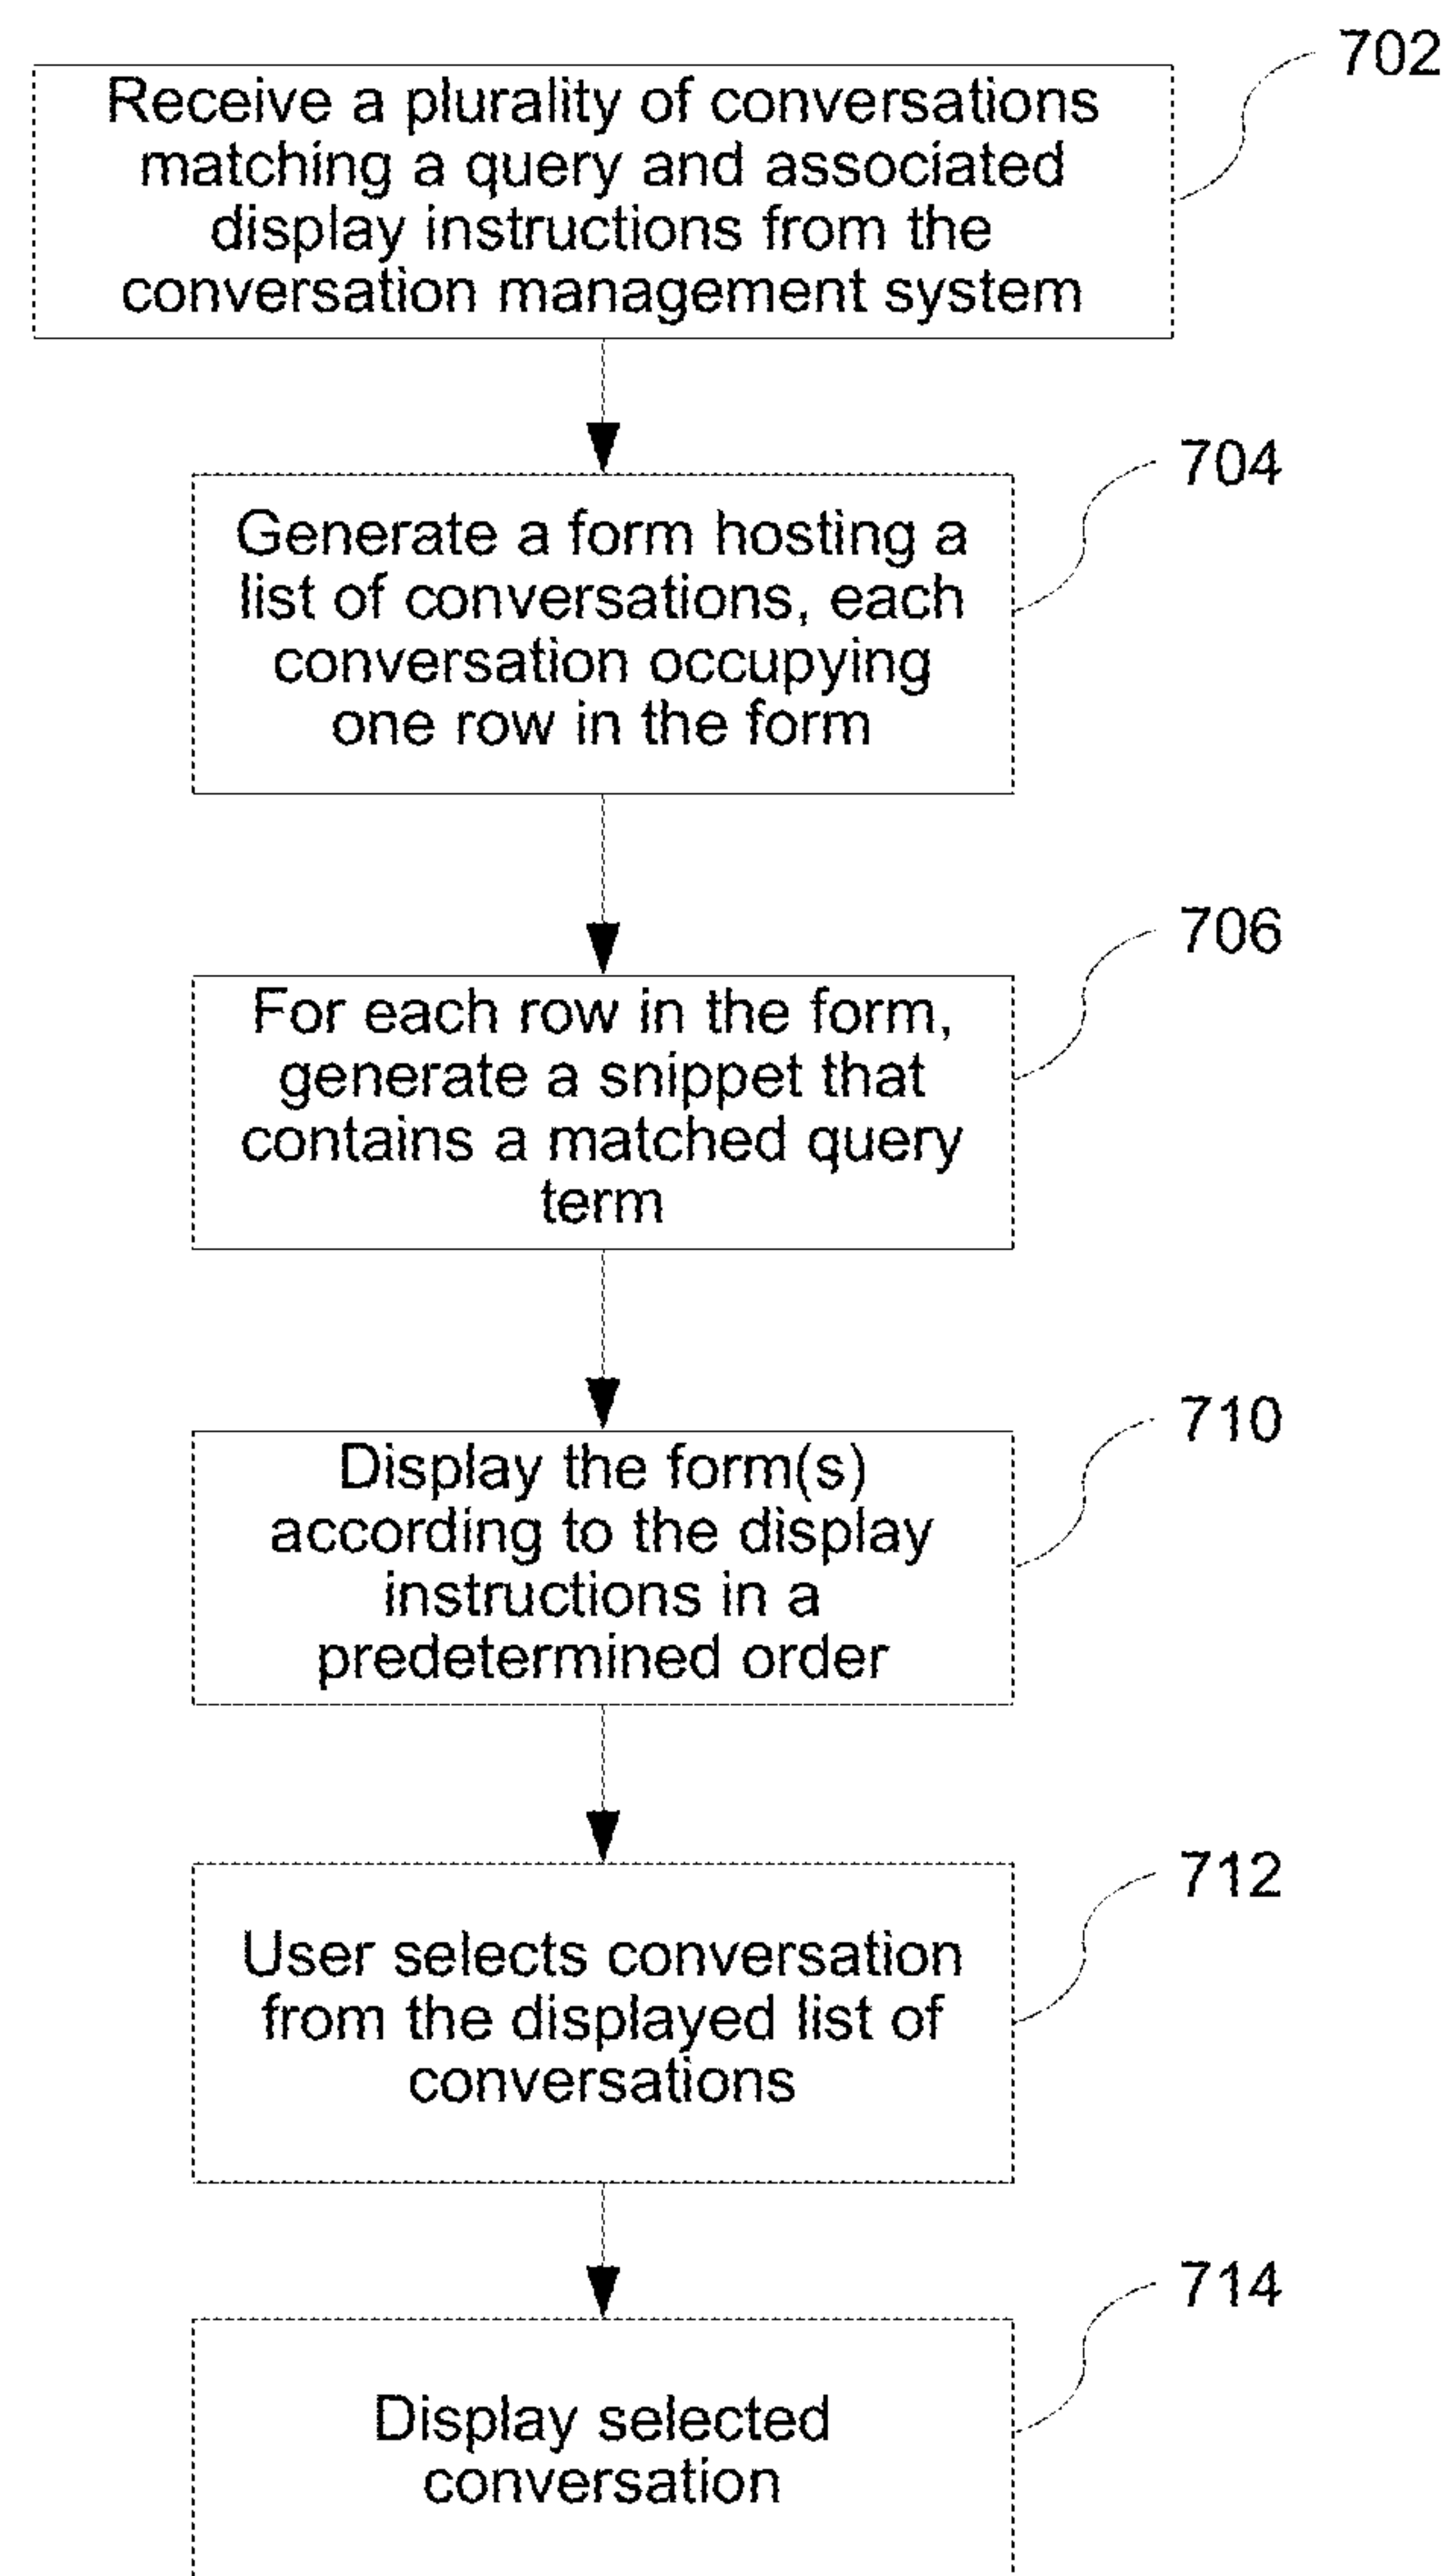 702
Receive a plurality of conversations
matching a query and associated
display instructions from the
conversation management system
704
Generate a form hosting a
list of conversations, each
conversation occupying
one row in the form
706
For each row in the form,
generate a snippet that
contains a matched query
term
710
Display the form(s)
according to the display
instructions in a
predetermined order
712
User selects conversation
from the displayed list of
conversations
714
Display selected
conversation